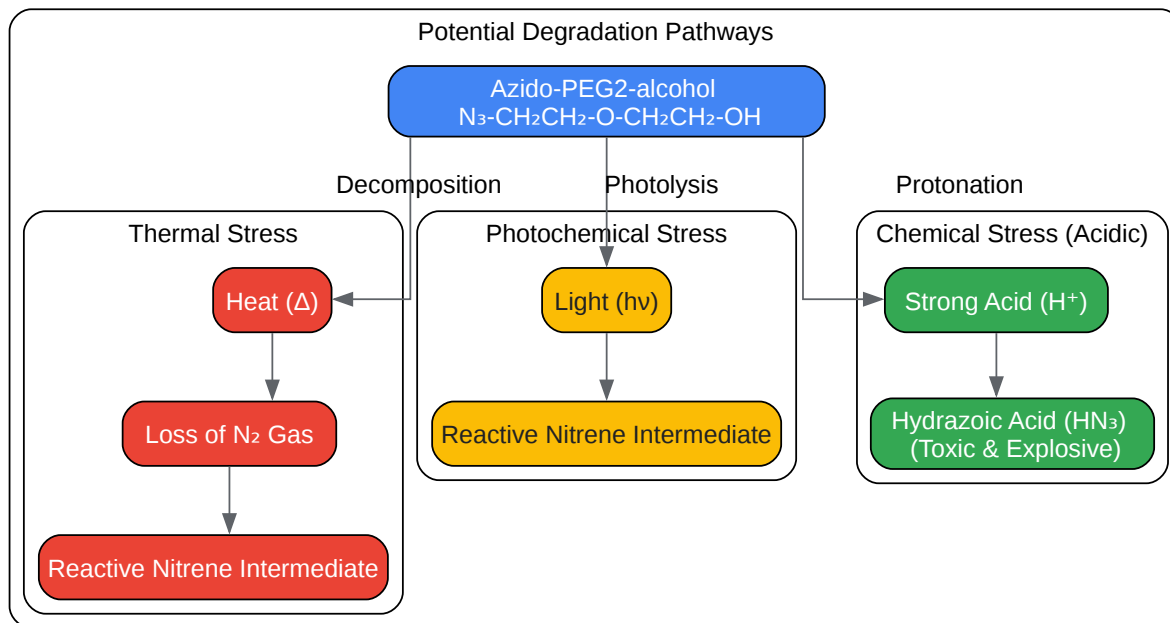 Potential Degradation Pathways
Azido-PEG2-alcohol
N₃-CH₂CH₂-O-CH₂CH₂-OH
Decomposition
Photolysis
Protonation
Thermal Stress
Photochemical Stress
Chemical Stress (Acidic)
Heat (Δ)
Light (hν)
Strong Acid (H⁺)
Loss of N₂ Gas
Reactive Nitrene Intermediate
Hydrazoic Acid (HN₃)
(Toxic & Explosive)
Reactive Nitrene Intermediate